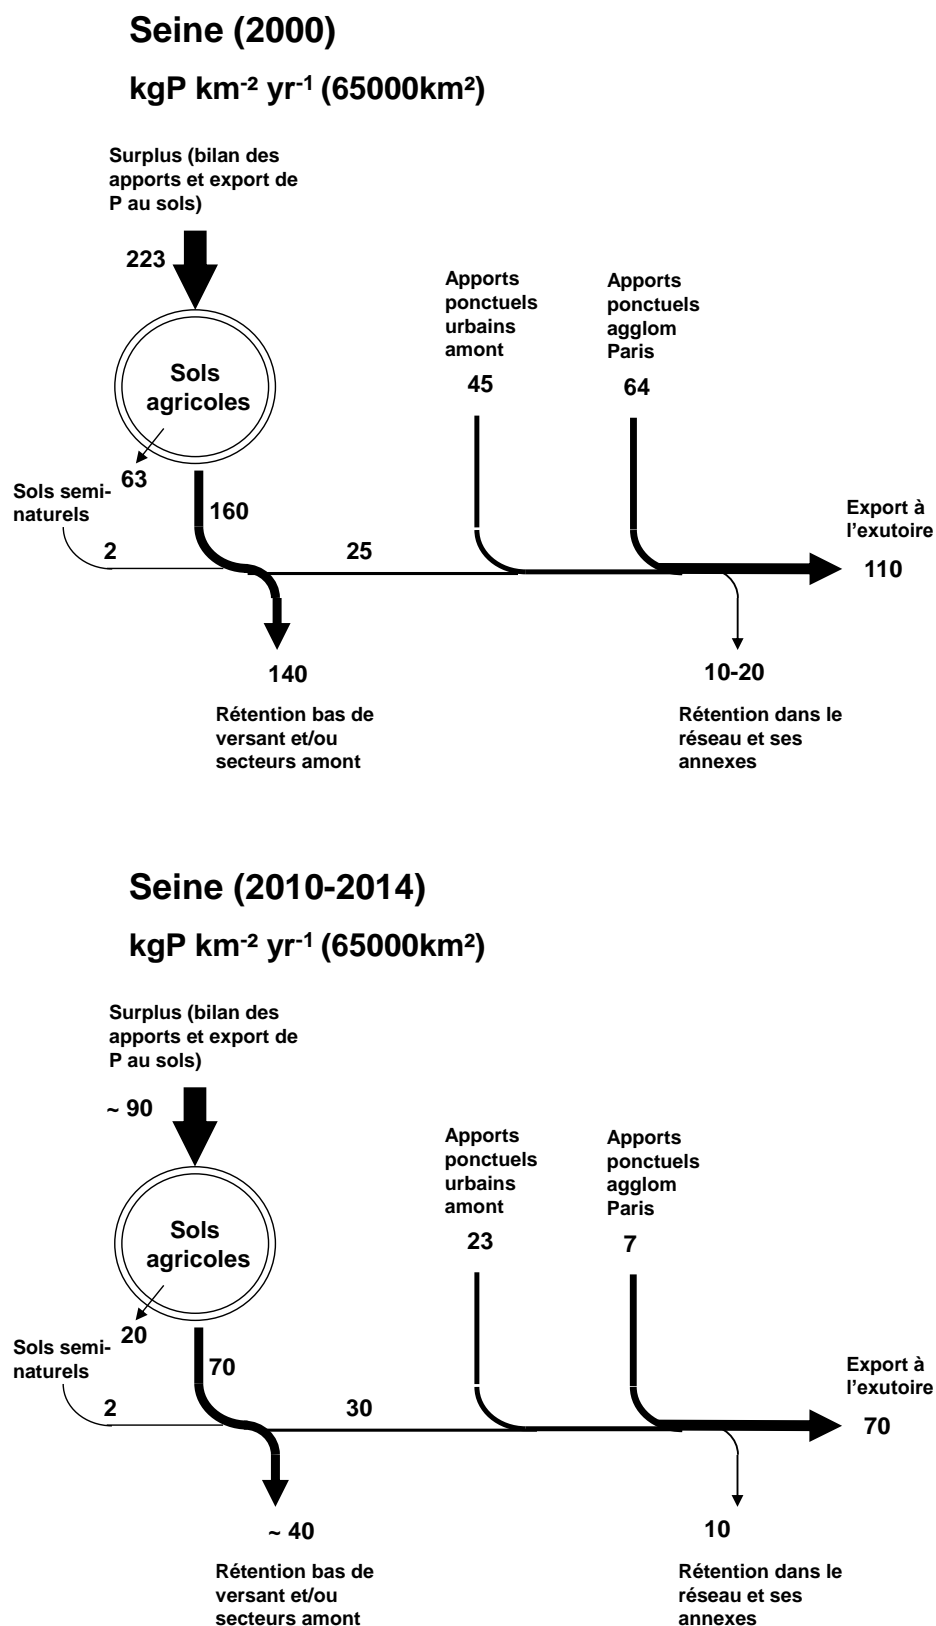 Seine (2000)
kgP km⁻² yr⁻¹ (65000km²)
Surplus (bilan des
apports et export de
P au sols)
223
Apports
ponctuels
urbains
amont
45
Apports
ponctuels
agglom
Paris
64
Sols
agricoles
63
Sols semi-
naturels
2
160
25
Export à
l'exutoire
110
140
Rétention bas de
versant et/ou
secteurs amont
10-20
Rétention dans le
réseau et ses
annexes
Seine (2010-2014)
kgP km⁻² yr⁻¹ (65000km²)
Surplus (bilan des
apports et export de
P au sols)
~ 90
Apports
ponctuels
urbains
amont
23
Apports
ponctuels
agglom
Paris
7
Sols
agricoles
20
Sols semi-
naturels
2
70
30
Export à
l'exutoire
70
~ 40
Rétention bas de
versant et/ou
secteurs amont
10
Rétention dans le
réseau et ses
annexes